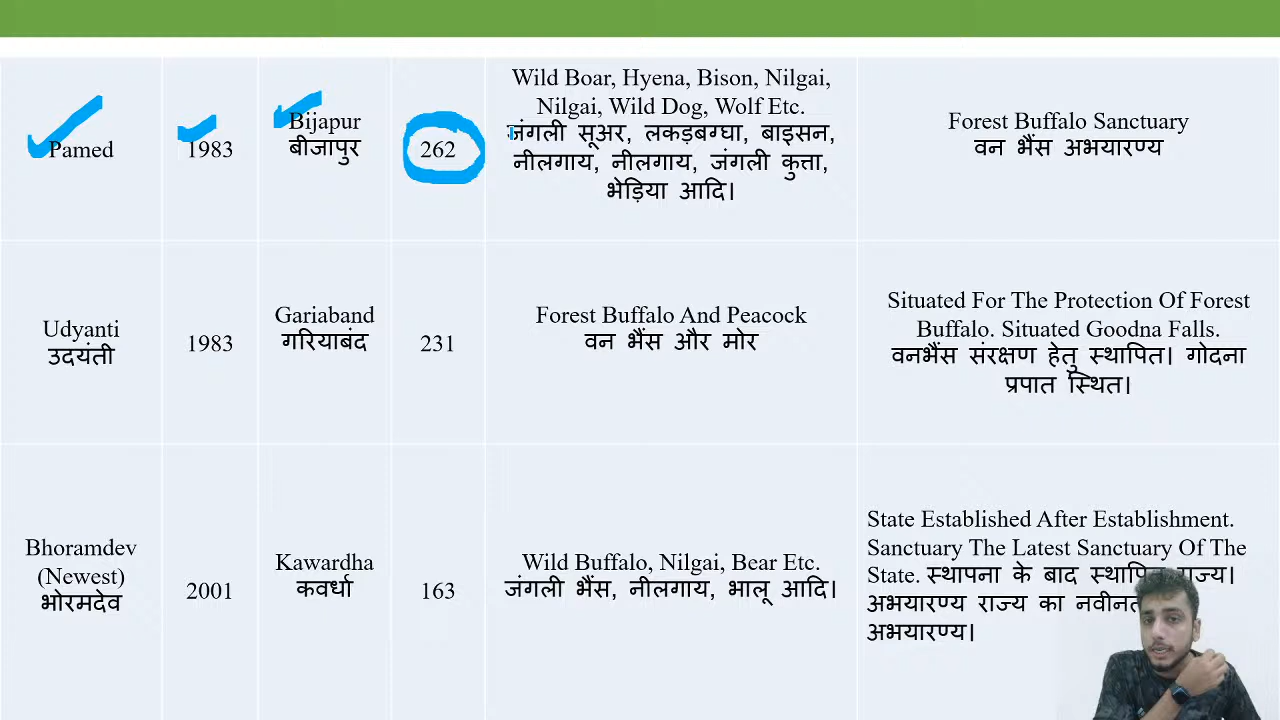 Pamed
1983
Bijapur
बीजापुर
262
Wild Boar, Hyena, Bison, Nilgai,
Nilgai, Wild Dog, Wolf Etc.
जंगली सूअर, लकड़बग्घा, बाइसन,
नीलगाय, नीलगाय, जंगली कुत्ता,
भेड़िया आदि।
Forest Buffalo Sanctuary
वन भैंस अभयारण्य
Udyanti
उदयंती
1983
Gariaband
गरियाबंद
231
Forest Buffalo And Peacock
वन भैंस और मोर
Situated For The Protection Of Forest
Buffalo. Situated Goodna Falls.
वनभैंस संरक्षण हेतु स्थापित। गोदना
प्रपात स्थित।
Bhoramdev
(Newest)
भोरमदेव
2001
Kawardha
कवर्धा
163
Wild Buffalo, Nilgai, Bear Etc.
जंगली भैंस, नीलगाय, भालू आदि।
State Established After Establishment.
Sanctuary The Latest Sanctuary Of The
State. स्थापना के बाद
अभयारण्य राज्य का
अभयारण्य।